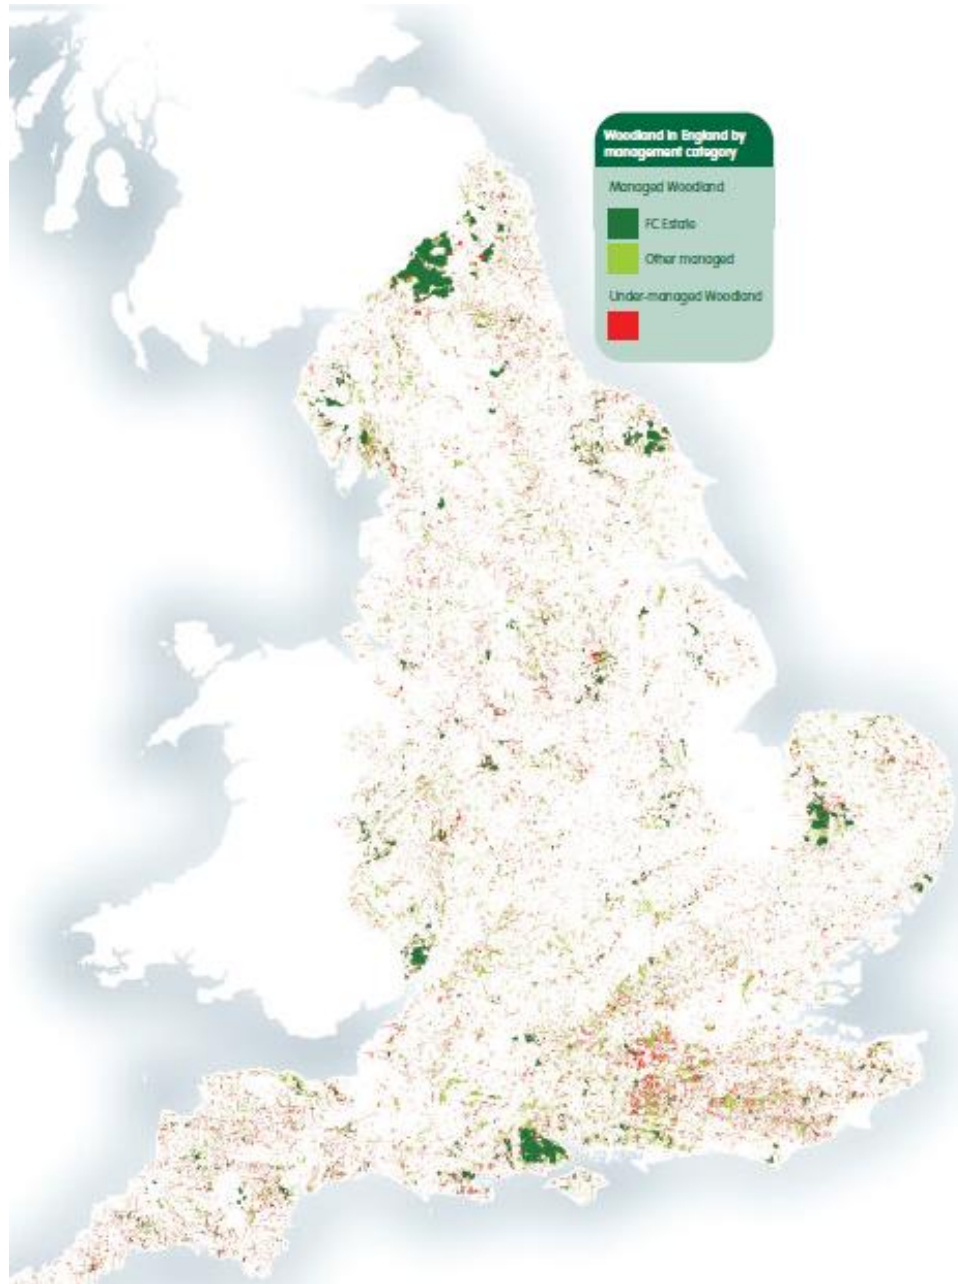 Woodland in England by
management category
Managed Woodland
FC Estate
Other managed
Under-managed Woodland